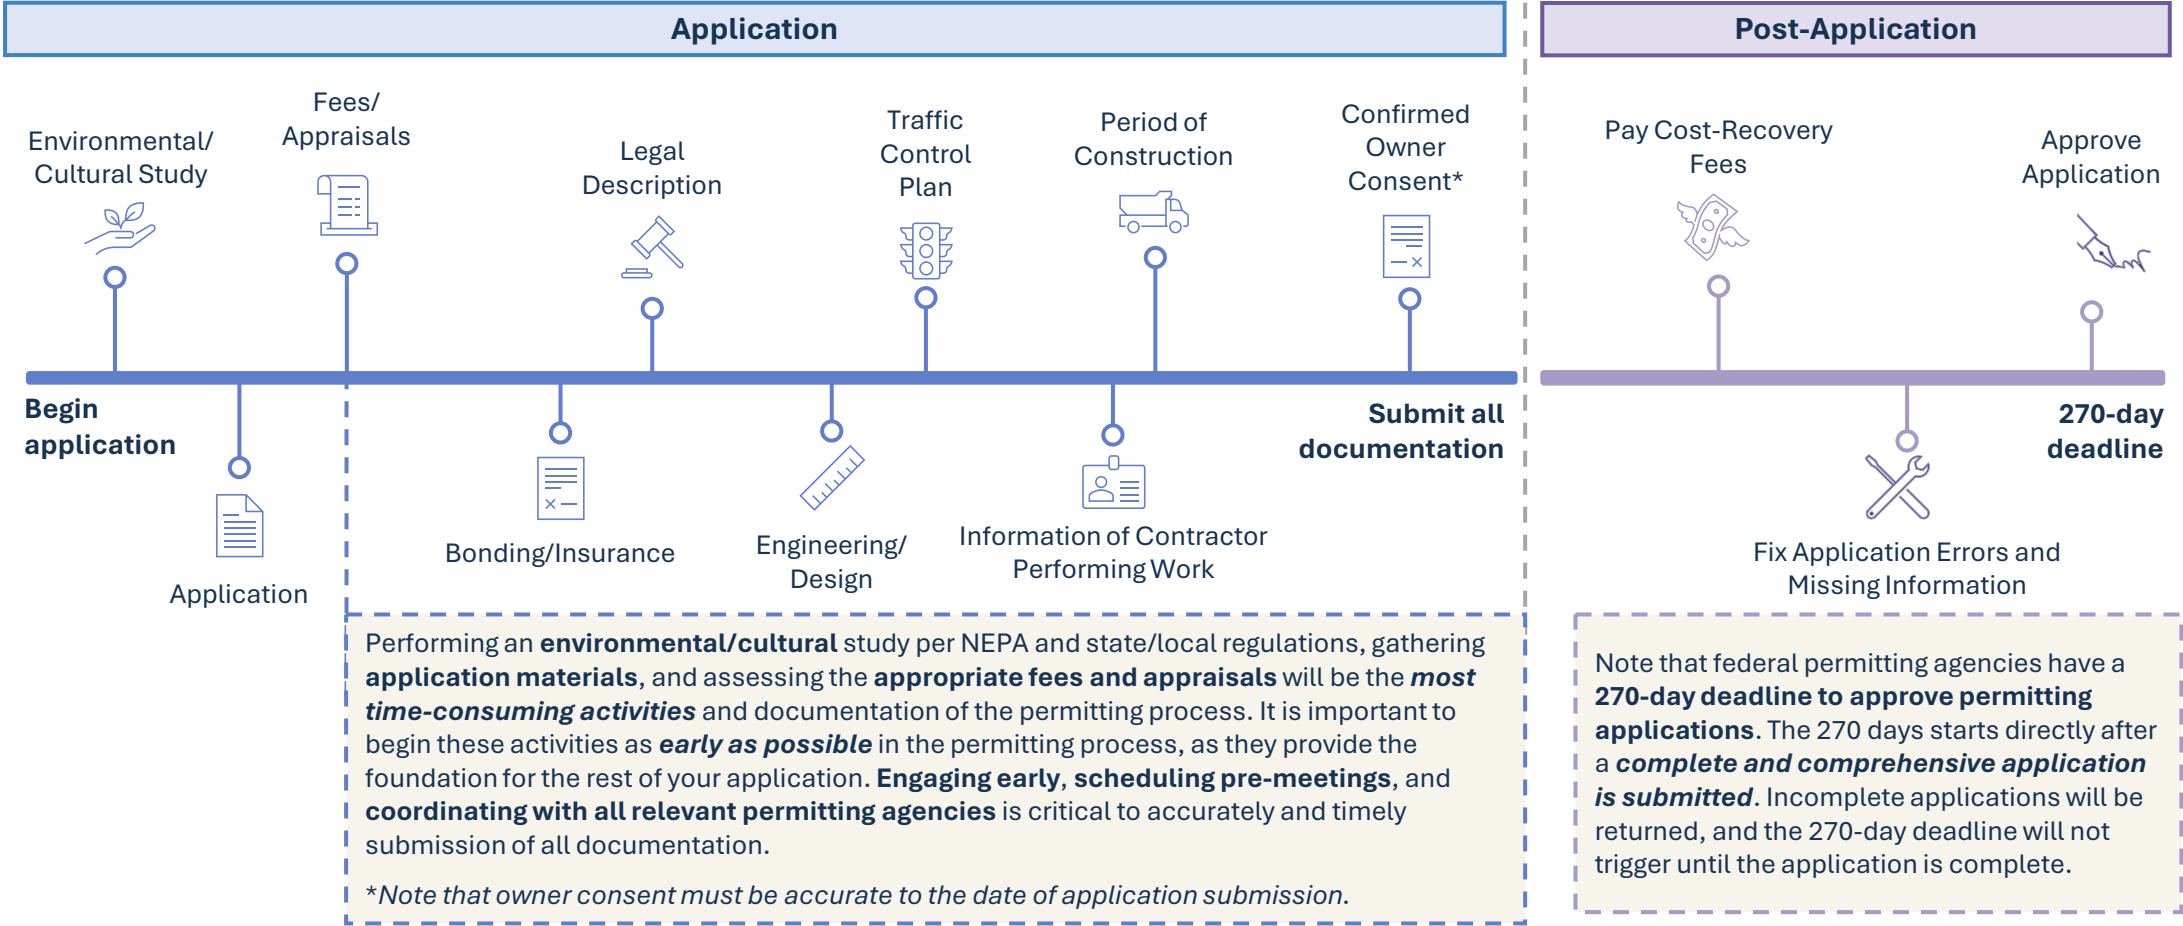 Application
Post-Application
Environmental/
Cultural Study
Fees/
Appraisals
Legal
Description
Traffic
Control
Plan
Period of
Construction
Confirmed
Owner
Consent*
Pay Cost-Recovery
Fees
Approve
Application
Begin
application
Submit all
documentation
270-day
deadline
Application
Bonding/Insurance
Engineering/
Design
Information of Contractor
Performing Work
Fix Application Errors and
Missing Information
Performing an environmental/cultural study per NEPA and state/local regulations, gathering
application materials, and assessing the appropriate fees and appraisals will be the most
time-consuming activities and documentation of the permitting process. It is important to
begin these activities as early as possible in the permitting process, as they provide the
foundation for the rest of your application. Engaging early, scheduling pre-meetings, and
coordinating with all relevant permitting agencies is critical to accurately and timely
submission of all documentation.
*Note that owner consent must be accurate to the date of application submission.
Note that federal permitting agencies have a
270-day deadline to approve permitting
applications. The 270 days starts directly after
a complete and comprehensive application
is submitted. Incomplete applications will be
returned, and the 270-day deadline will not
trigger until the application is complete.